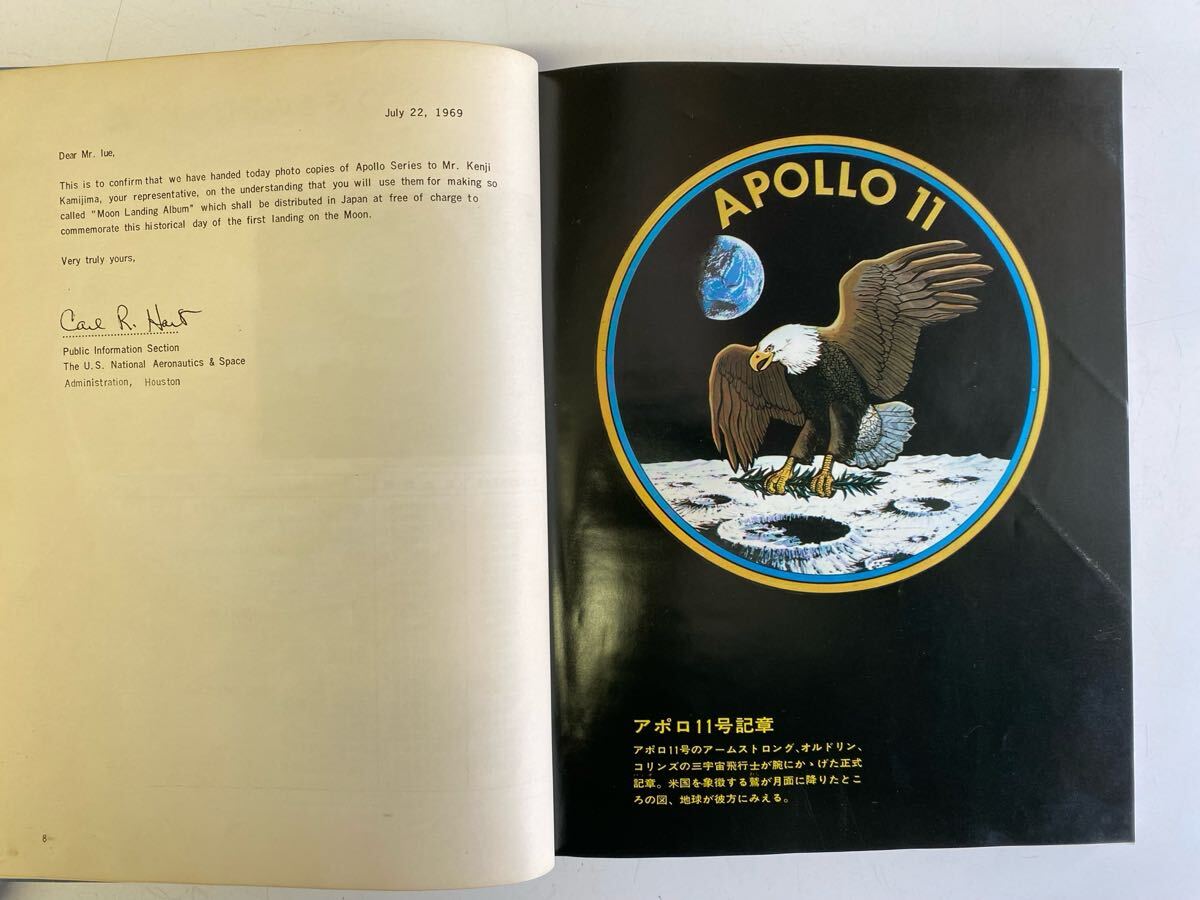 July 22, 1969
Dear Mr. Iue,
This is to confirm that we have handed today photo copies of Apollo Series to Mr. Kenji
Kamijima, your representative, on the understanding that you will use them for making so
called "Moon Landing Album" which shall be distributed in Japan at free of charge to
commemorate this historical day of the first landing on the Moon.
Very truly yours,
Carl R. Hart
Public Information Section
The U.S. National Aeronautics & Space
Administration, Houston
8
APOLLO 11
アポロ11号記章
アポロ11号のアームストロング、オルドリン、
コリンズの三宇宙飛行士が腕にかゝげた正式
記章。米国を象徴する鷲が月面に降りたとこ
ろの図、地球が彼方にみえる。